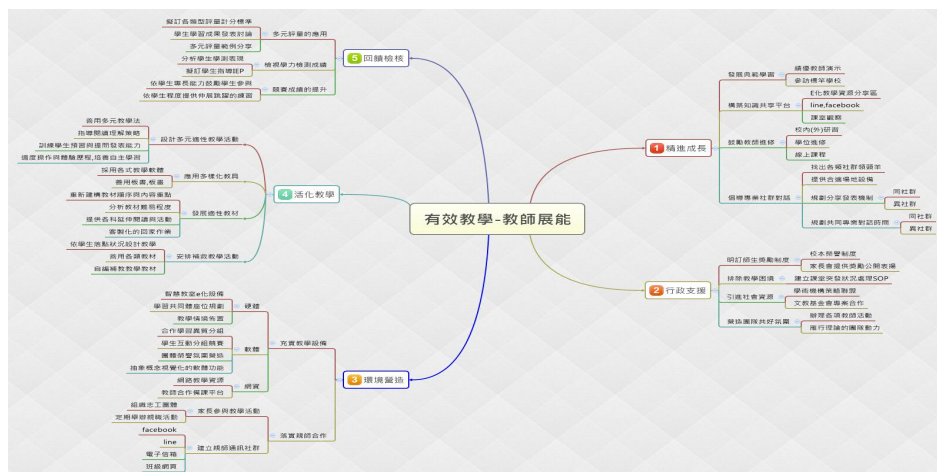 有效教學-教師展能
1 精進成長
發展典範學習
績優教師演示
參訪標竿學校
構築知識共享平台
E化教學資源分享區
line,facebook
課室觀察
鼓勵教師進修
校內(外)研習
學位進修
線上課程
倡導專業社群對話
找出各領社群領頭羊
提供合適場地設備
規劃分享發表機制
同社群
異社群
規劃共同專業對話時間
同社群
異社群
2 行政支援
明訂師生獎勵制度
校本榮譽制度
家長會提供獎勵公開表揚
排除教學困境
建立課堂突發狀況處理SOP
引進社會資源
學術機構策略聯盟
文教基金會專業合作
營造團隊共好氛圍
辦理各項教師活動
推行理論的團隊動力
3 環境營造
充實教學設備
硬體
智慧教室e化設備
學習共同體座位規劃
教學情境佈置
軟體
合作學習異質分組
學生互動分組競賽
團體榮譽氛圍營造
抽象概念視覺化的軟體功能
網資
網路教學資源
教師合作備課平台
落實親師合作
家長參與教學活動
組織志工團體
定期舉辦親職活動
建立親師通訊社群
facebook
line
電子信箱
班級網頁
4 活化教學
設計多元適性教學活動
善用多元教學法
指導閱讀理解策略
訓練學生預習與提問發表能力
適度操作與體驗歷程,培養自主學習
應用多樣化教具
採用各式教學軟體
善用板書,板畫
發展適性教材
重新建構教材順序與內容重點
分析教材難易程度
提供各科延伸閱讀與活動
客製化的回家作業
安排補救教學活動
依學生落點狀況設計教學
善用各類教材
自編補救教學教材
5 回饋檢核
多元評量的應用
擬訂各類型評量計分標準
學生學習成果發表討論
多元評量範例分享
檢視學力檢測成績
分析學生學測表現
擬訂學生指導IEP
競賽成績的提升
依學生專長能力鼓勵學生參與
依學生程度提供伸展跳躍的練習